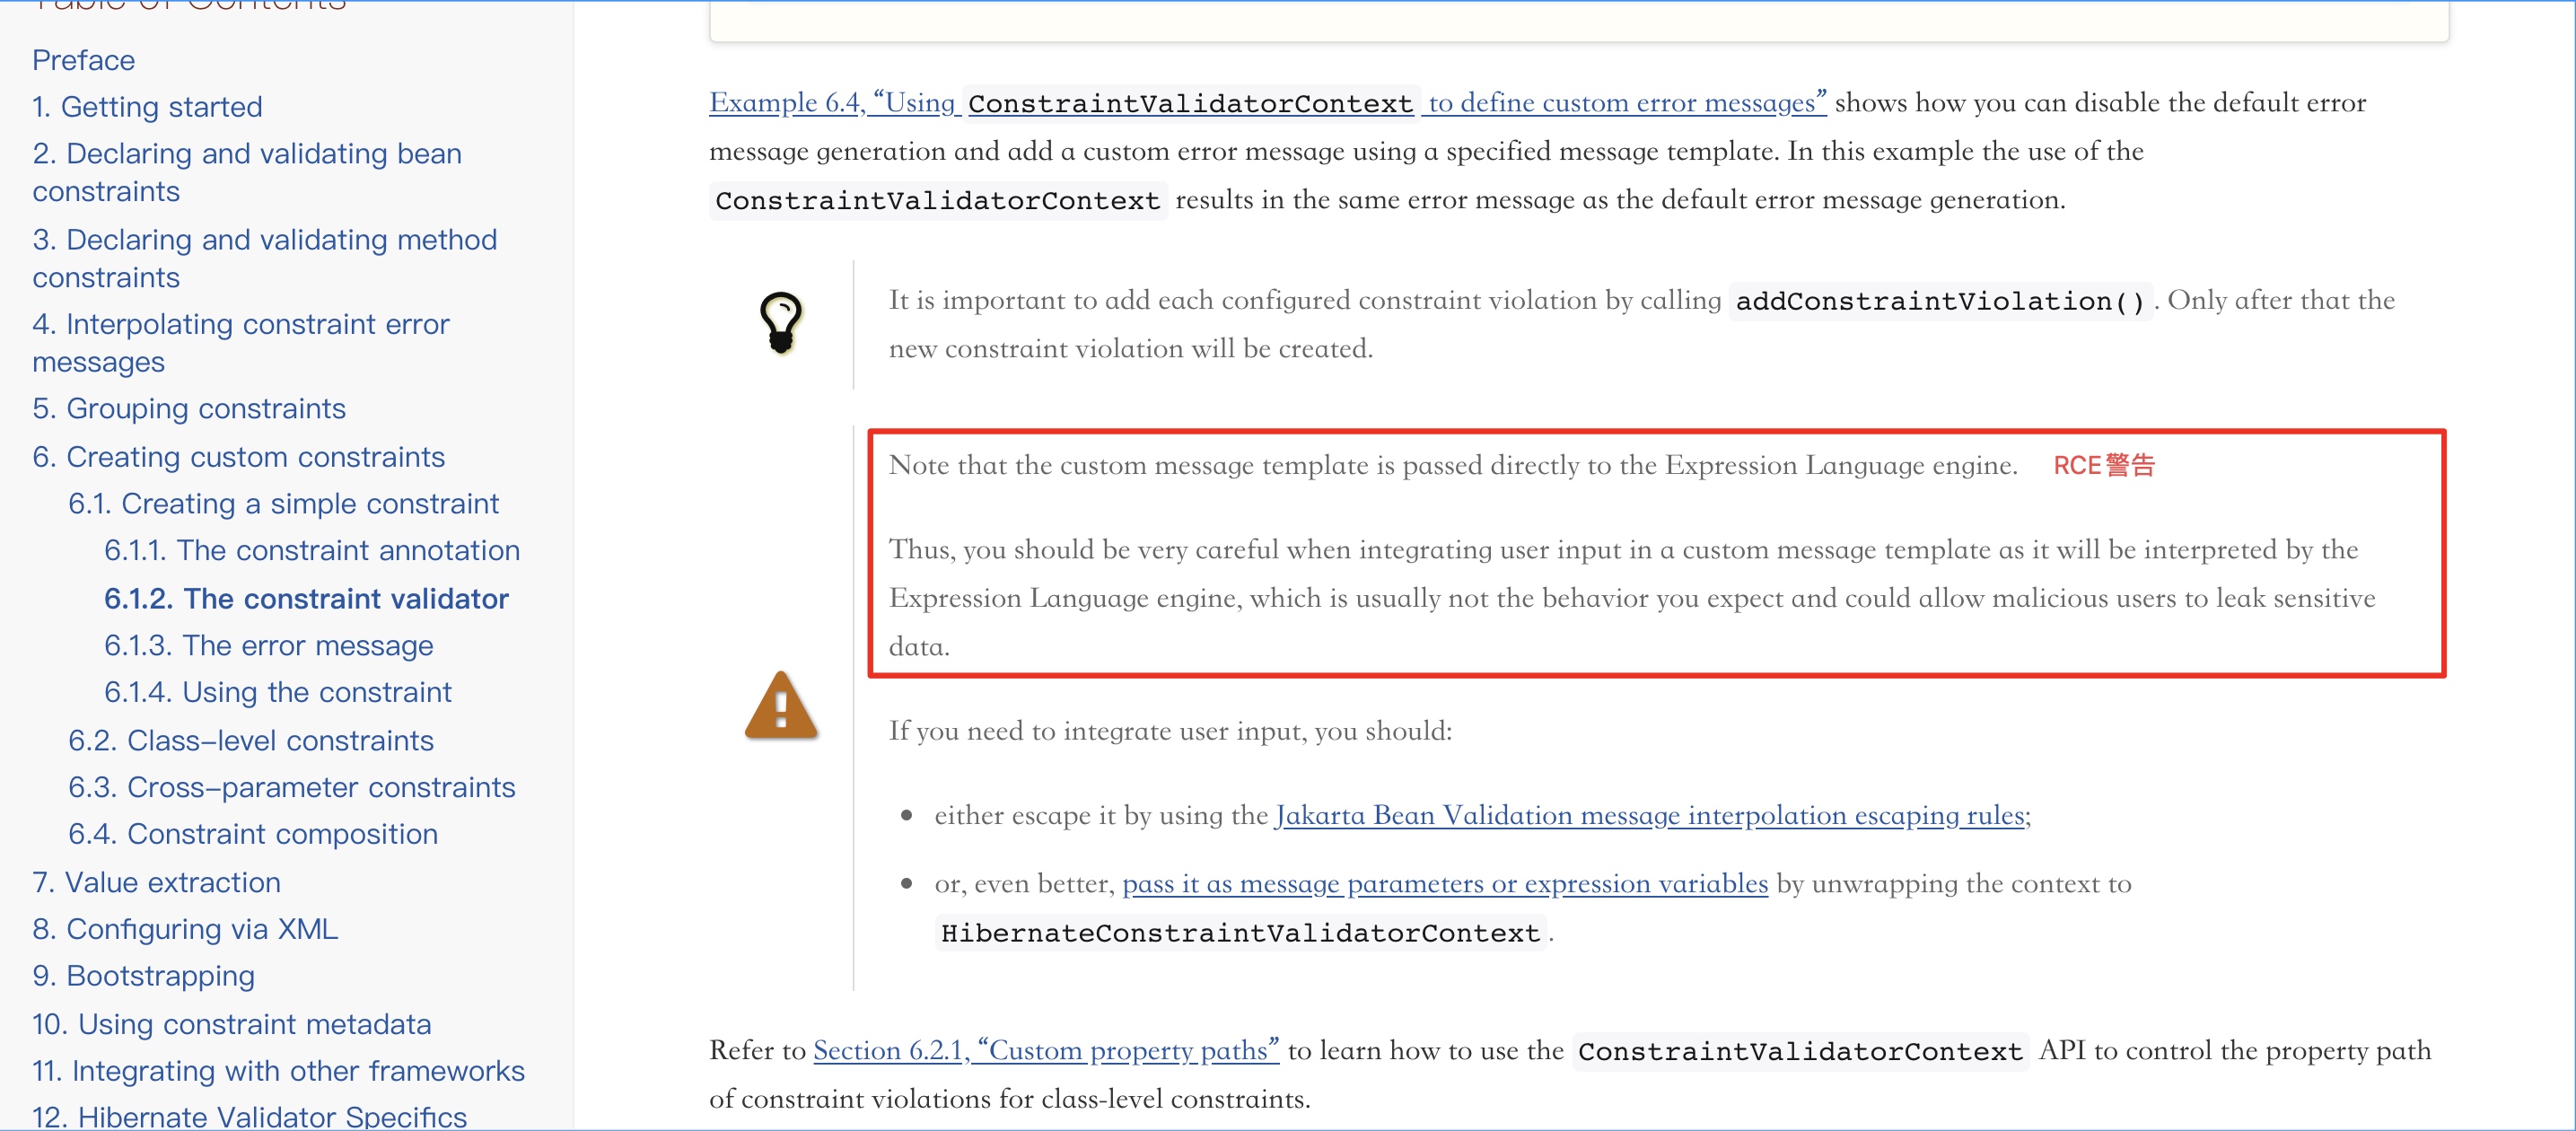 Table of Contents
Preface
1. Getting started
2. Declaring and validating bean
constraints
3. Declaring and validating method
constraints
4. Interpolating constraint error
messages
5. Grouping constraints
6. Creating custom constraints
6.1. Creating a simple constraint
6.1.1. The constraint annotation
6.1.2. The constraint validator
6.1.3. The error message
6.1.4. Using the constraint
6.2. Class–level constraints
6.3. Cross–parameter constraints
6.4. Constraint composition
7. Value extraction
8. Configuring via XML
9. Bootstrapping
10. Using constraint metadata
11. Integrating with other frameworks
12. Hibernate Validator Specifics
Example 6.4, “Using ConstraintValidatorContext to define custom error messages” shows how you can disable the default error
message generation and add a custom error message using a specified message template. In this example the use of the
ConstraintValidatorContext results in the same error message as the default error message generation.
It is important to add each configured constraint violation by calling addConstraintViolation(). Only after that the
new constraint violation will be created.
Note that the custom message template is passed directly to the Expression Language engine. RCE警告
Thus, you should be very careful when integrating user input in a custom message template as it will be interpreted by the
Expression Language engine, which is usually not the behavior you expect and could allow malicious users to leak sensitive
data.
If you need to integrate user input, you should:
• either escape it by using the Jakarta Bean Validation message interpolation escaping rules;
• or, even better, pass it as message parameters or expression variables by unwrapping the context to
HibernateConstraintValidatorContext.
Refer to Section 6.2.1, “Custom property paths” to learn how to use the ConstraintValidatorContext API to control the property path
of constraint violations for class-level constraints.